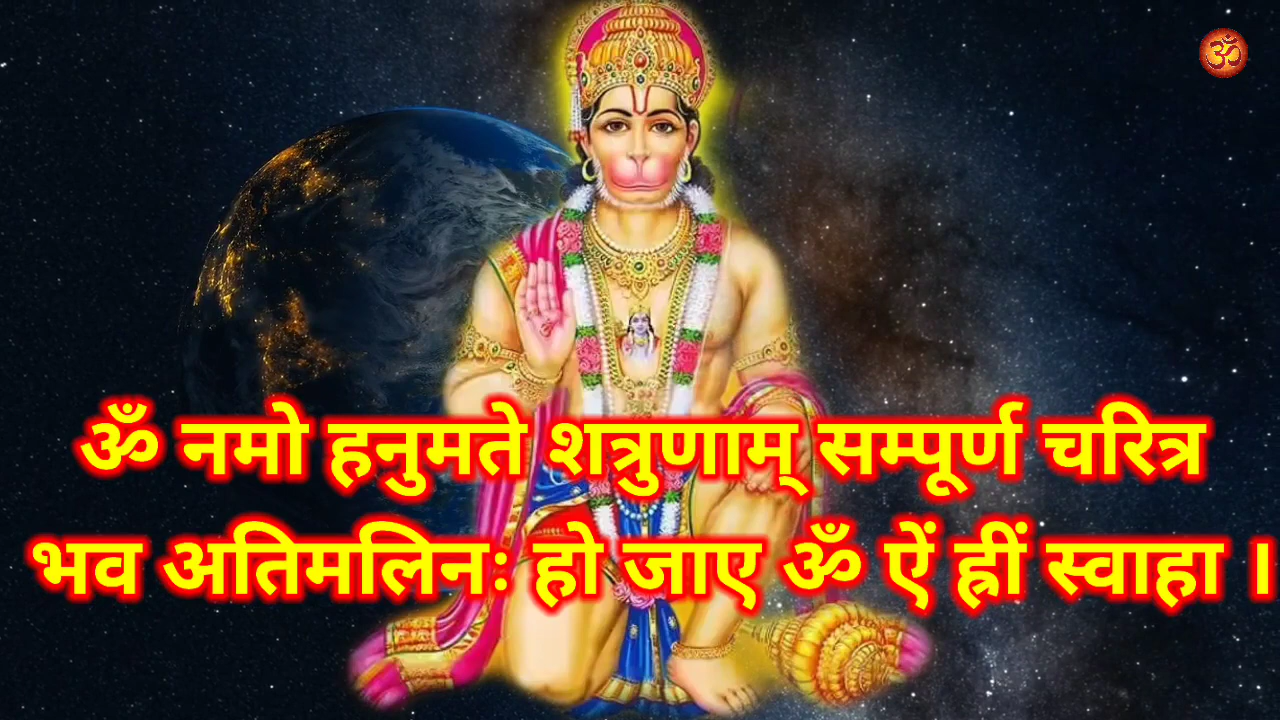 ॐ
ॐ नमो हनुमते शत्रुणाम् सम्पूर्ण चरित्र
भव अतिमलिनः हो जाए ॐ ऐं ह्रीं स्वाहा ।